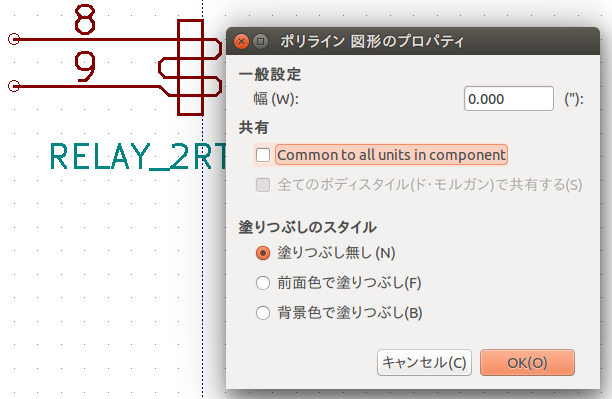 8
9
RELAY_2RT
ポリライン 図形のプロパティ
一般設定
幅 (W): 0.000 ("):
共有
Common to all units in component
全てのボディスタイル(ド・モルガン)で共有する(S)
塗りつぶしのスタイル
塗りつぶし無し (N)
前面色で塗りつぶし(F)
背景色で塗りつぶし(B)
キャンセル(C) OK(O)